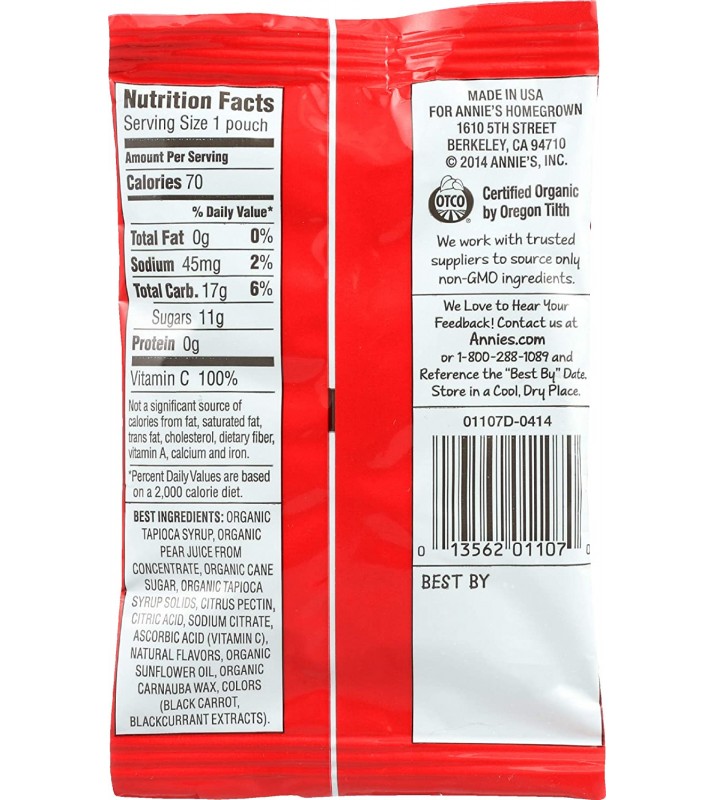 Nutrition Facts
Serving Size 1 pouch
Amount Per Serving
Calories 70
% Daily Value*
Total Fat 0g 0%
Sodium 45mg 2%
Total Carb. 17g 6%
Sugars 11g
Protein 0g
Vitamin C 100%
Not a significant source of
calories from fat, saturated fat,
trans fat, cholesterol, dietary fiber,
vitamin A, calcium and iron.
*Percent Daily Values are based
on a 2,000 calorie diet.
BEST INGREDIENTS: ORGANIC
TAPIOCA SYRUP, ORGANIC
PEAR JUICE FROM
CONCENTRATE, ORGANIC CANE
SUGAR, ORGANIC TAPIOCA
SYRUP SOLIDS, CITRUS PECTIN,
CITRIC ACID, SODIUM CITRATE,
ASCORBIC ACID (VITAMIN C),
NATURAL FLAVORS, ORGANIC
SUNFLOWER OIL, ORGANIC
CARNAUBA WAX, COLORS
(BLACK CARROT,
BLACKCURRANT EXTRACTS).
MADE IN USA
FOR ANNIE'S HOMEGROWN
1610 5TH STREET
BERKELEY, CA 94710
© 2014 ANNIE'S, INC.
OTCO ®
Certified Organic
by Oregon Tilth
We work with trusted
suppliers to source only
non-GMO ingredients.
We Love to Hear Your
Feedback! Contact us at
Annies.com
or 1-800-288-1089 and
Reference the "Best By" Date.
Store in a Cool, Dry Place.
01107D-0414
0 13562 01107 0
BEST BY